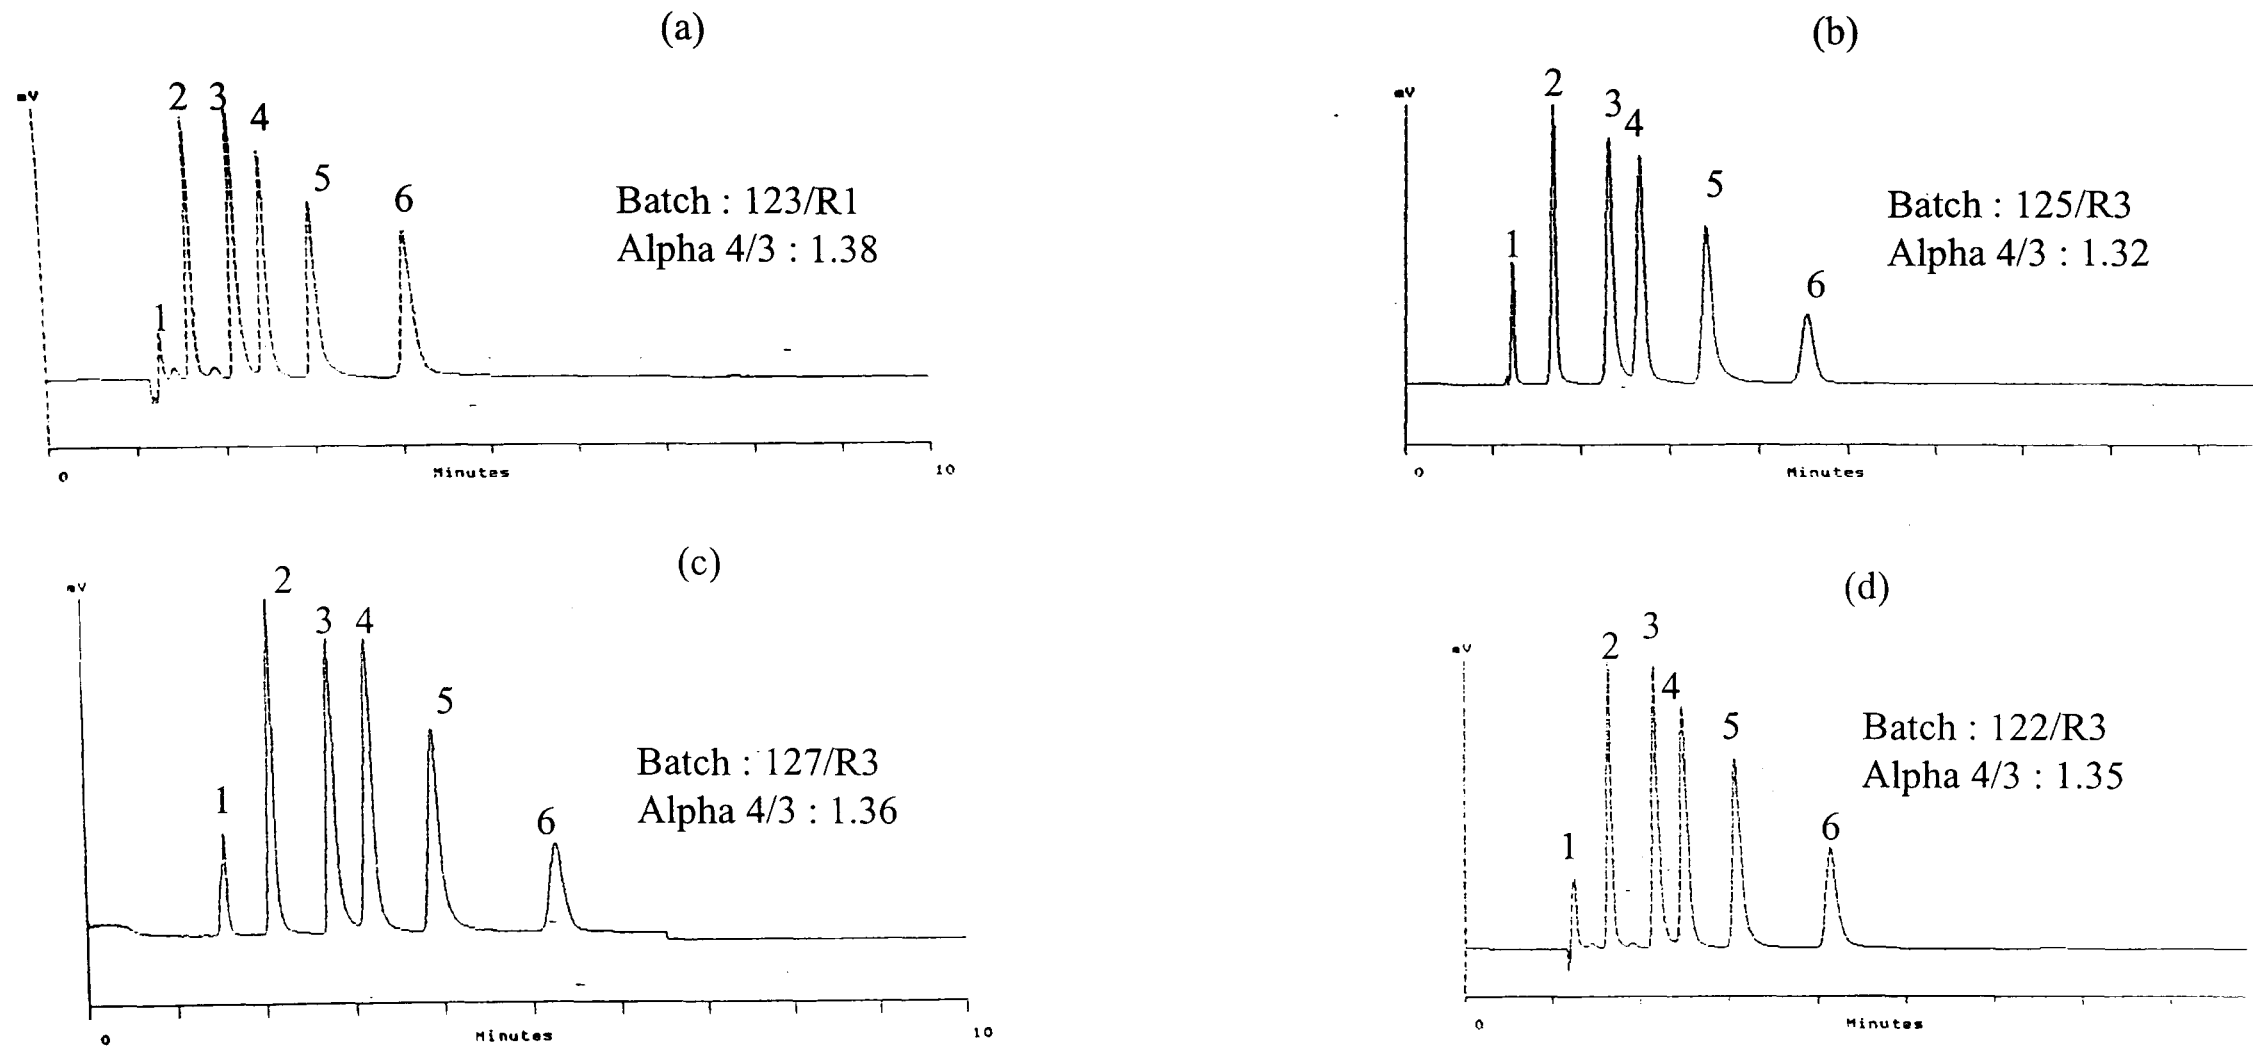 (a)
mV
2 3 4
5
6
1
Batch : 123/R1
Alpha 4/3 : 1.38
0 Minutes 10
(b)
mV
2
3
4
5
1
6
Batch : 125/R3
Alpha 4/3 : 1.32
0 Minutes
(c)
mV
2
3 4
5
1
6
Batch : 127/R3
Alpha 4/3 : 1.36
0 Minutes 10
(d)
mV
3
2
4
5
1
6
Batch : 122/R3
Alpha 4/3 : 1.35
0 Minutes